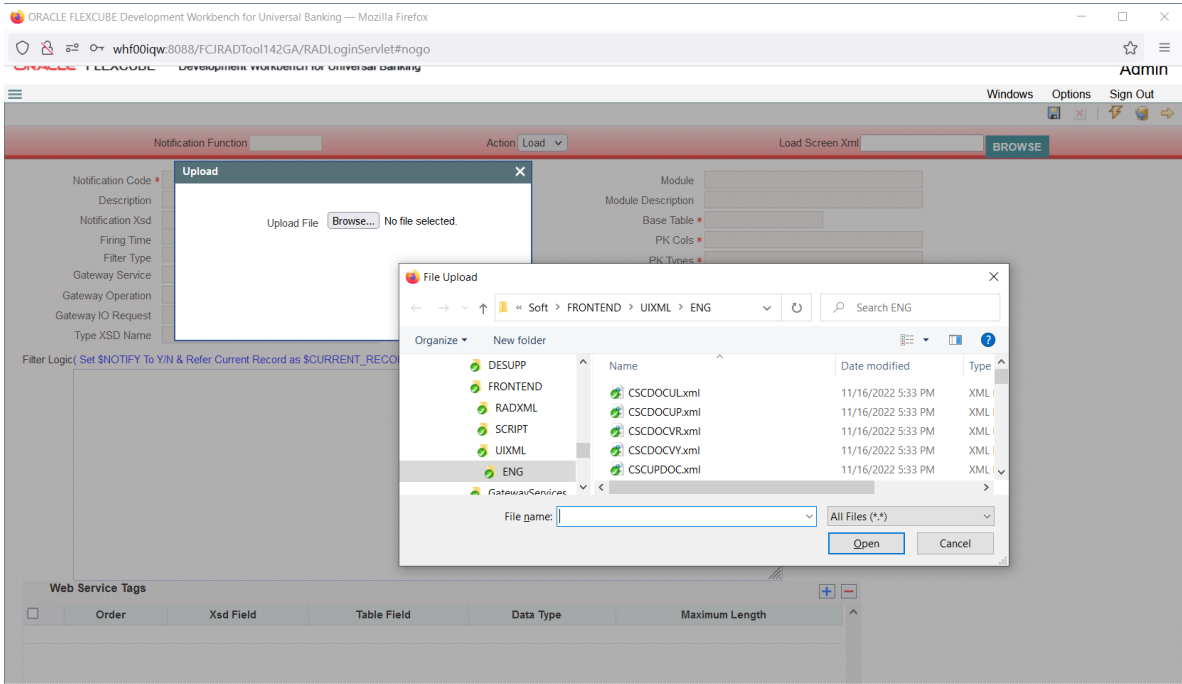 ORACLE FLEXCUBE Development Workbench for Universal Banking — Mozilla Firefox
whf00iqw:8088/FCJRADTool142GA/RADLoginServlet#nogo
ORACLE FLEXCUBE Development Workbench for Universal Banking
Admin
Windows Options Sign Out
Notification Function Action Load Load Screen Xml BROWSE
Upload
Upload File Browse... No file selected.
Notification Code *
Description
Notification Xsd
Firing Time
Filter Type
Gateway Service
Gateway Operation
Gateway IO Request
Type XSD Name
Module
Module Description
Base Table *
PK Cols *
PK Types *
Filter Logic( Set $NOTIFY To Y/N & Refer Current Record as $CURRENT_RECO
File Upload
« Soft > FRONTEND > UIXML > ENG
Search ENG
Organize New folder
DESUPP
FRONTEND
RADXML
SCRIPT
UIXML
ENG
GatewayServices
Name Date modified Type
CSCDOCUL.xml 11/16/2022 5:33 PM XML
CSCDOCUP.xml 11/16/2022 5:33 PM XML
CSCDOCVR.xml 11/16/2022 5:33 PM XML
CSCDOCVY.xml 11/16/2022 5:33 PM XML
CSCUPDOC.xml 11/16/2022 5:33 PM XML
File name: All Files (*.*)
Open Cancel
Web Service Tags
Order Xsd Field Table Field Data Type Maximum Length